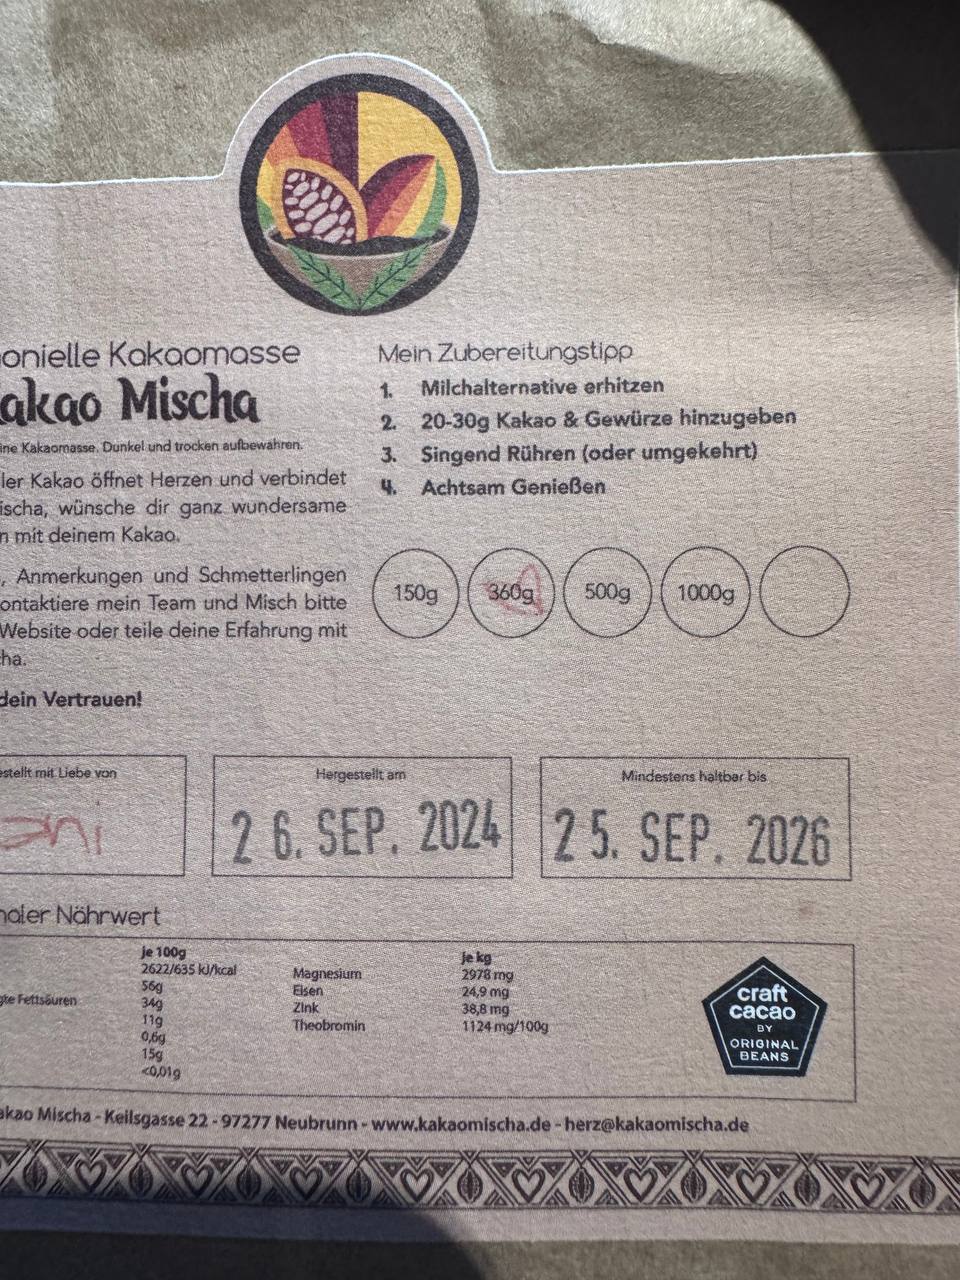 onielle Kakaomasse
akao Mischa
ine Kakaomasse. Dunkel und trocken aufbewahren.
ler Kakao öffnet Herzen und verbindet
ischa, wünsche dir ganz wundersame
n mit deinem Kakao.
, Anmerkungen und Schmetterlingen
ontaktiere mein Team und Misch bitte
Website oder teile deine Erfahrung mit
cha.
dein Vertrauen!
Mein Zubereitungstipp
1. Milchalternative erhitzen
2. 20-30g Kakao & Gewürze hinzugeben
3. Singend Rühren (oder umgekehrt)
4. Achtsam Genießen
150g 360g 500g 1000g
estellt mit Liebe von
Hergestellt am
26. SEP. 2024
Mindestens haltbar bis
25. SEP. 2026
naler Nährwert
je 100g
2622/635 kJ/kcal
56g
gte Fettsäuren 34g
11g
0,6g
15g
<0,01g
je kg
Magnesium 2978 mg
Eisen 24,9 mg
Zink 38,8 mg
Theobromin 1124 mg/100g
craft
cacao
BY
ORIGINAL
BEANS
akao Mischa - Keilsgasse 22 - 97277 Neubrunn - www.kakaomischa.de - herz@kakaomischa.de